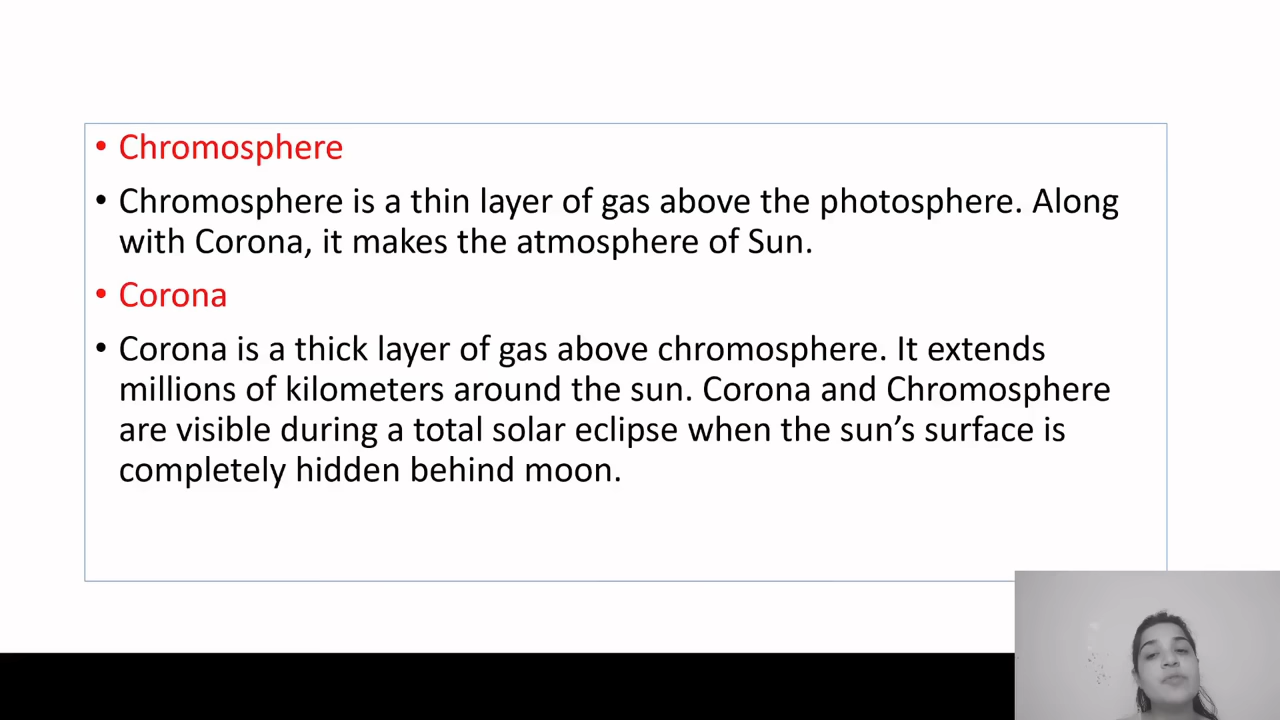 • Chromosphere
• Chromosphere is a thin layer of gas above the photosphere. Along
with Corona, it makes the atmosphere of Sun.
• Corona
• Corona is a thick layer of gas above chromosphere. It extends
millions of kilometers around the sun. Corona and Chromosphere
are visible during a total solar eclipse when the sun’s surface is
completely hidden behind moon.